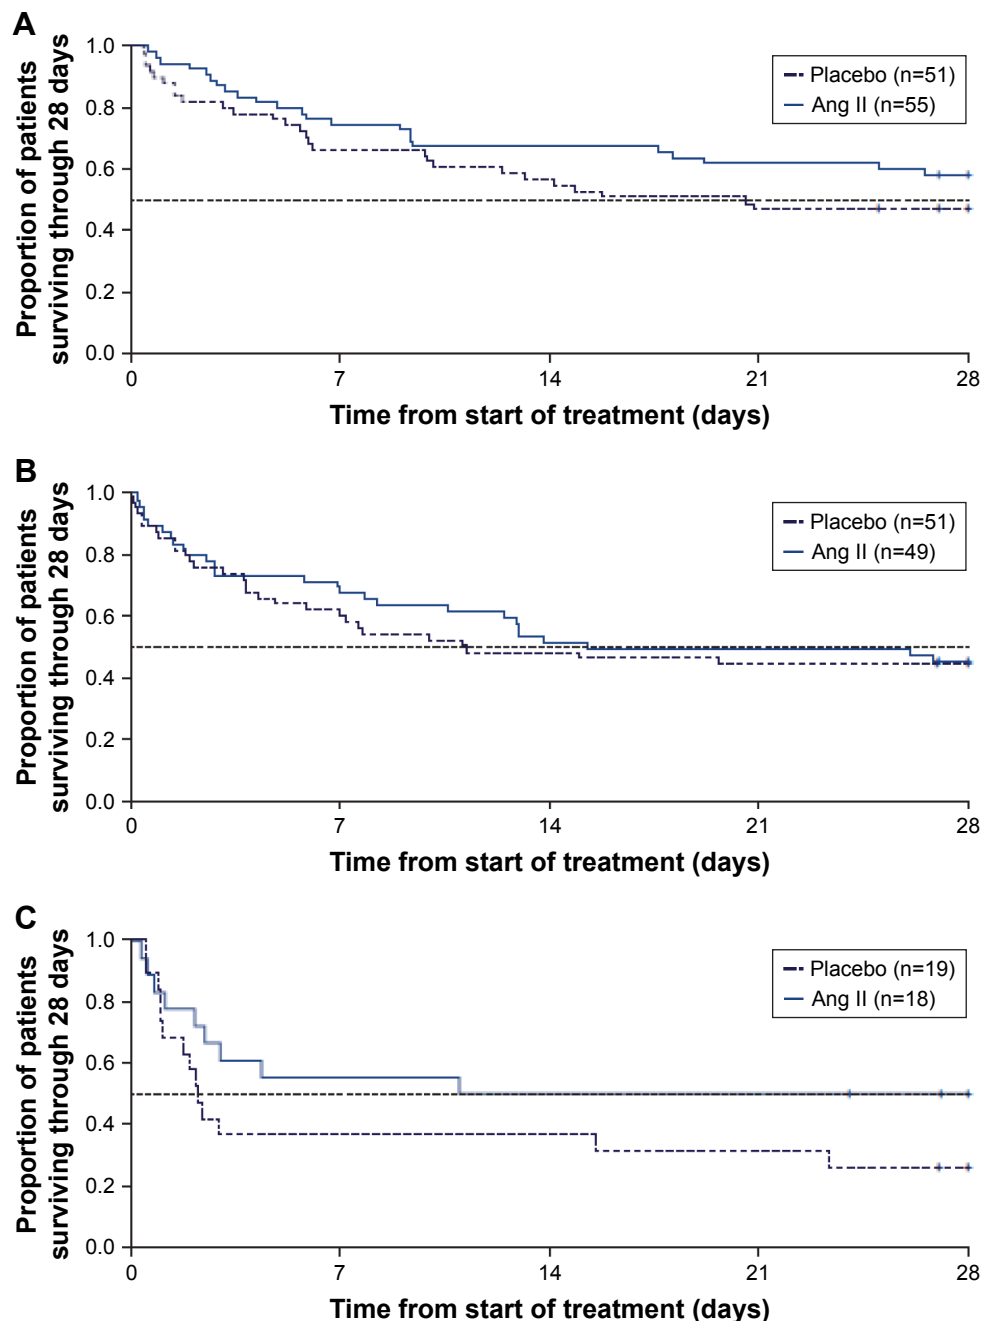 A
Proportion of patients
surviving through 28 days
1.0
0.8
0.6
0.4
0.2
0.0
Placebo (n=51)
Ang II (n=55)
0 7 14 21 28
Time from start of treatment (days)
B
Proportion of patients
surviving through 28 days
1.0
0.8
0.6
0.4
0.2
0.0
Placebo (n=51)
Ang II (n=49)
0 7 14 21 28
Time from start of treatment (days)
C
Proportion of patients
surviving through 28 days
1.0
0.8
0.6
0.4
0.2
0.0
Placebo (n=19)
Ang II (n=18)
0 7 14 21 28
Time from start of treatment (days)